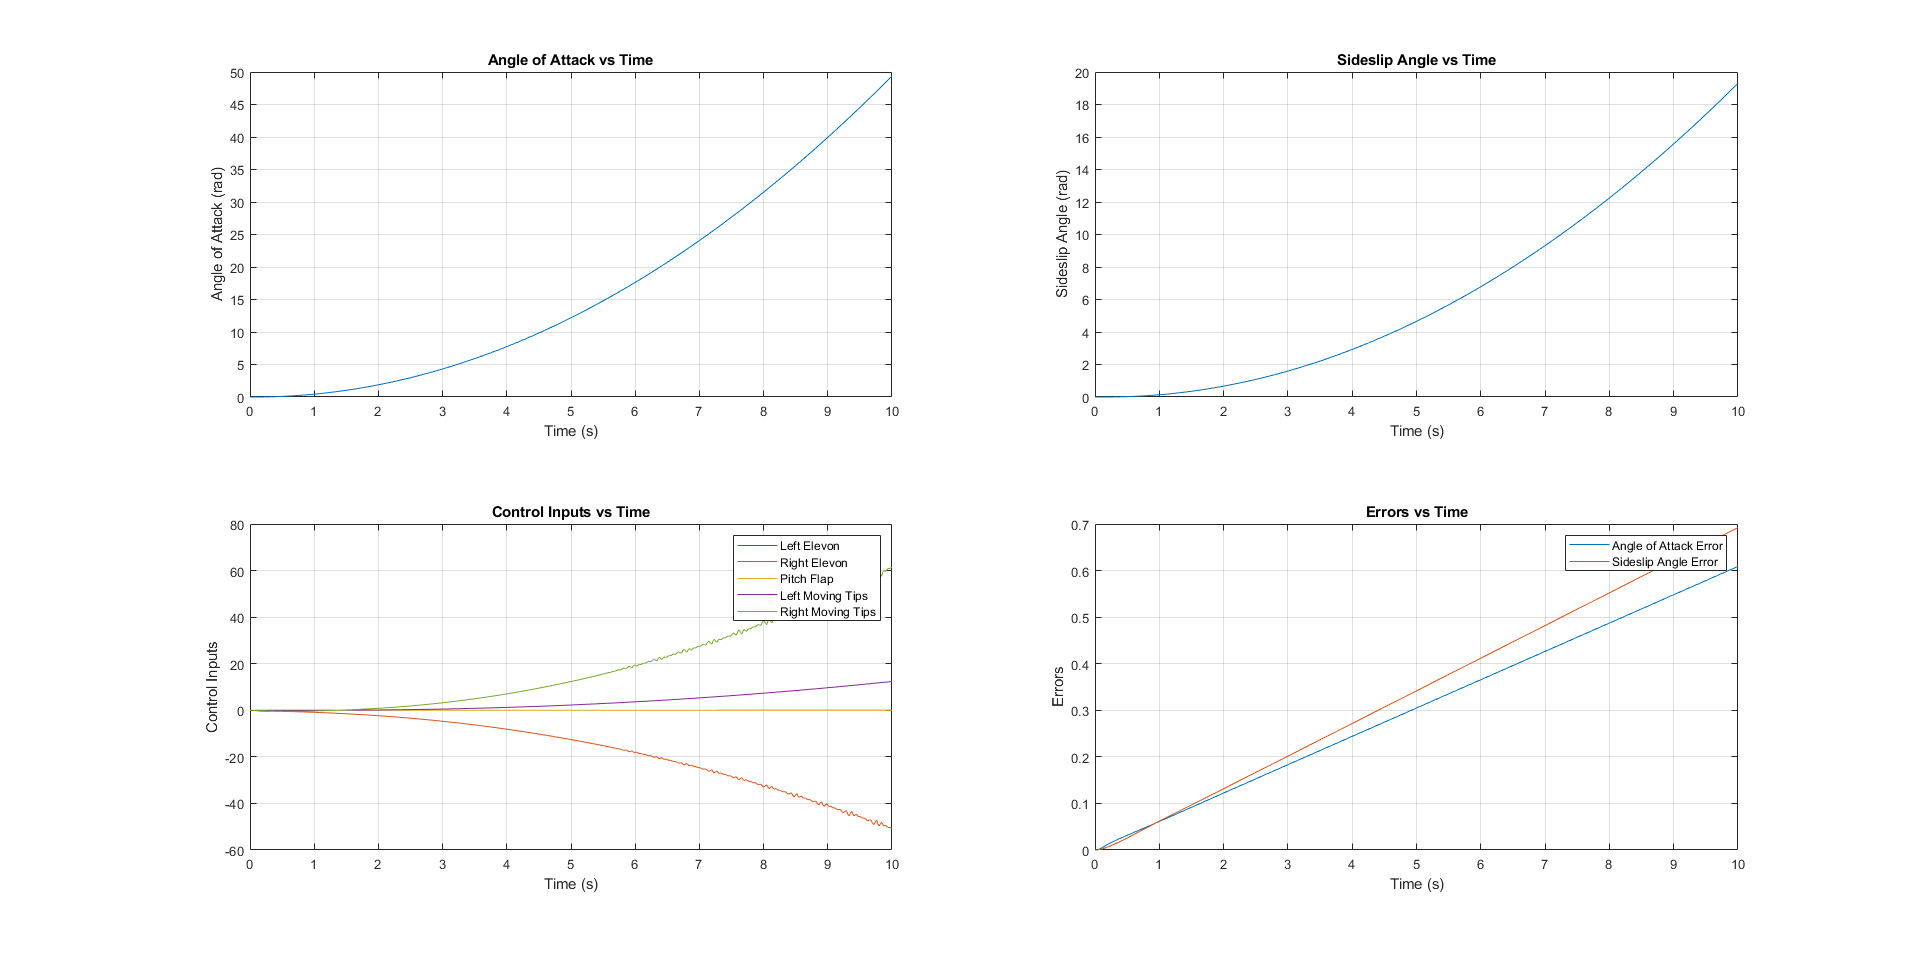 Angle of Attack vs Time
50
45
40
35
30
25
20
15
10
5
0
Angle of Attack (rad)
0 1 2 3 4 5 6 7 8 9 10
Time (s)
Sideslip Angle vs Time
20
18
16
14
12
10
8
6
4
2
0
Sideslip Angle (rad)
0 1 2 3 4 5 6 7 8 9 10
Time (s)
Control Inputs vs Time
80
60
40
20
0
-20
-40
-60
Control Inputs
Left Elevon
Right Elevon
Pitch Flap
Left Moving Tips
Right Moving Tips
0 1 2 3 4 5 6 7 8 9 10
Time (s)
Errors vs Time
0.7
0.6
0.5
0.4
0.3
0.2
0.1
0
Errors
Angle of Attack Error
Sideslip Angle Error
0 1 2 3 4 5 6 7 8 9 10
Time (s)